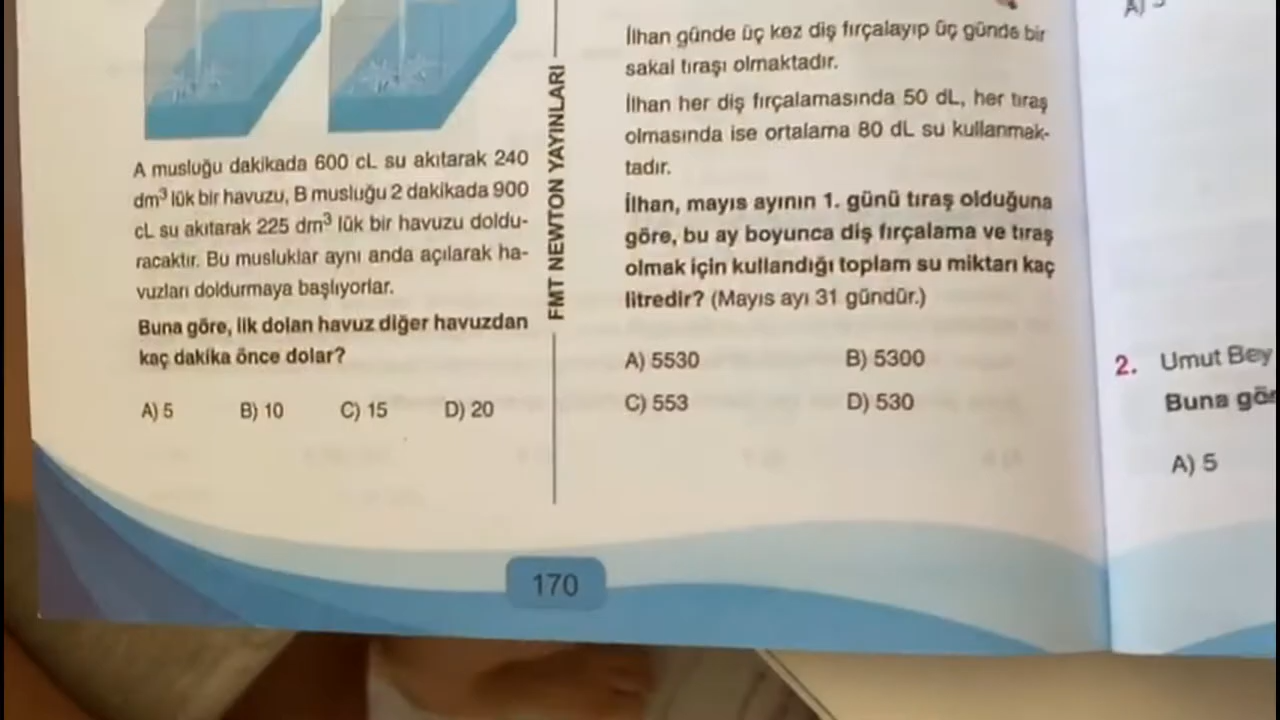 A musluğu dakikada 600 cL su akıtarak 240
dm³ lük bir havuzu, B musluğu 2 dakikada 900
cL su akıtarak 225 dm³ lük bir havuzu doldu-
racaktır. Bu musluklar aynı anda açılarak ha-
vuzları doldurmaya başlıyorlar.
Buna göre, ilk dolan havuz diğer havuzdan
kaç dakika önce dolar?
A) 5 B) 10 C) 15 D) 20
FMT NEWTON YAYINLARI
İlhan günde üç kez diş fırçalayıp üç günde bir
sakal tıraşı olmaktadır.
İlhan her diş fırçalamasında 50 dL, her tıraş
olmasında ise ortalama 80 dL su kullanmak-
tadır.
İlhan, mayıs ayının 1. günü tıraş olduğuna
göre, bu ay boyunca diş fırçalama ve tıraş
olmak için kullandığı toplam su miktarı kaç
litredir? (Mayıs ayı 31 gündür.)
A) 5530 B) 5300
C) 553 D) 530
170
2. Umut Bey
Buna
A) 5